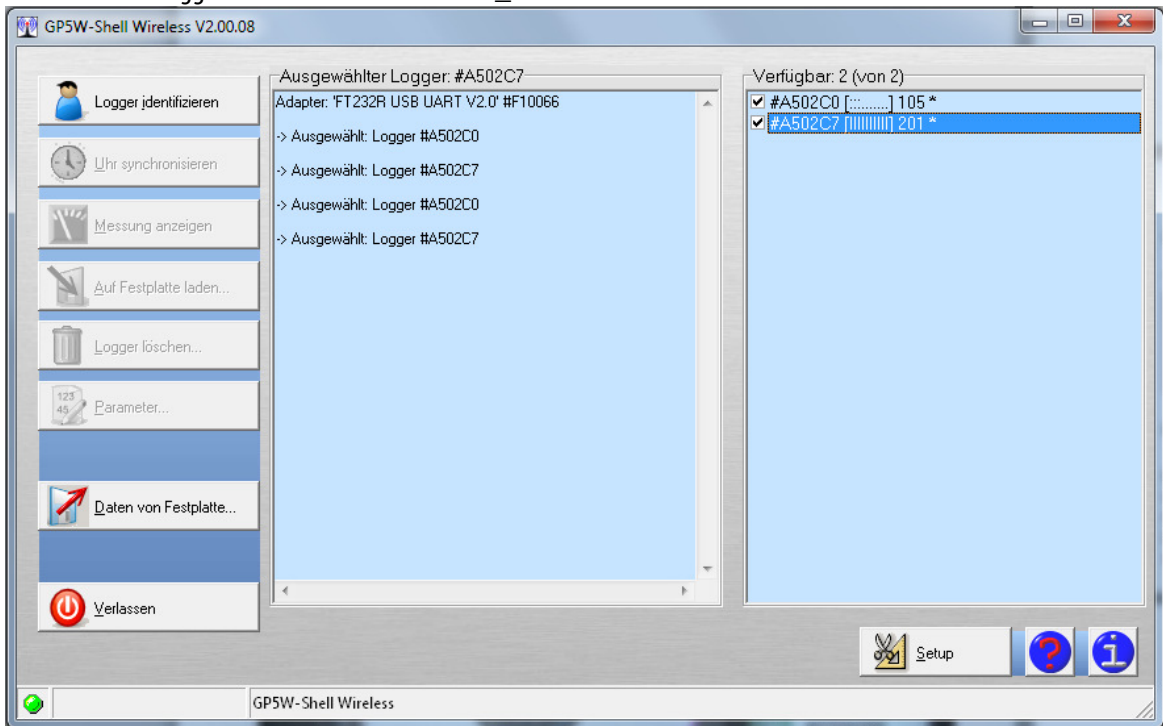 GP5W-Shell Wireless V2.00.08
Logger identifizieren
Uhr synchronisieren
Messung anzeigen
Auf Festplatte laden...
Logger löschen...
123
45
Parameter...
Daten von Festplatte...
Verlassen
Ausgewählter Logger: #A502C7
Adapter: 'FT232R USB UART V2.0' #F10066
-> Ausgewählt: Logger #A502C0
-> Ausgewählt: Logger #A502C7
-> Ausgewählt: Logger #A502C0
-> Ausgewählt: Logger #A502C7
Verfügbar: 2 (von 2)
#A502C0 [:::.......] 105 *
#A502C7 [||||||||||] 201 *
Setup
GP5W-Shell Wireless